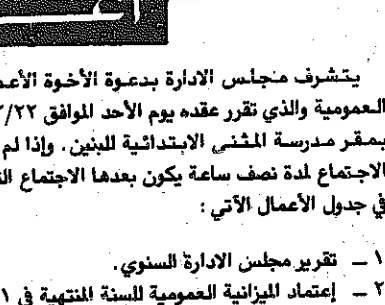 يتشرف مجلس الادارة بدعوة الأخوة
العمومية والذي تقرر عقده يوم الأحد الموافق ٢٢/
بمقر مدرسة المثنى الابتدائية للبنين . وإذا لم
الاجتماع لمدة نصف ساعة يكون بعدها الاجتماع
في جدول الأعمال الآتي :
١ – تقرير مجلس الادارة السنوي .
٢ – إعتماد الميزانية العمومية للسنة المنتهية في